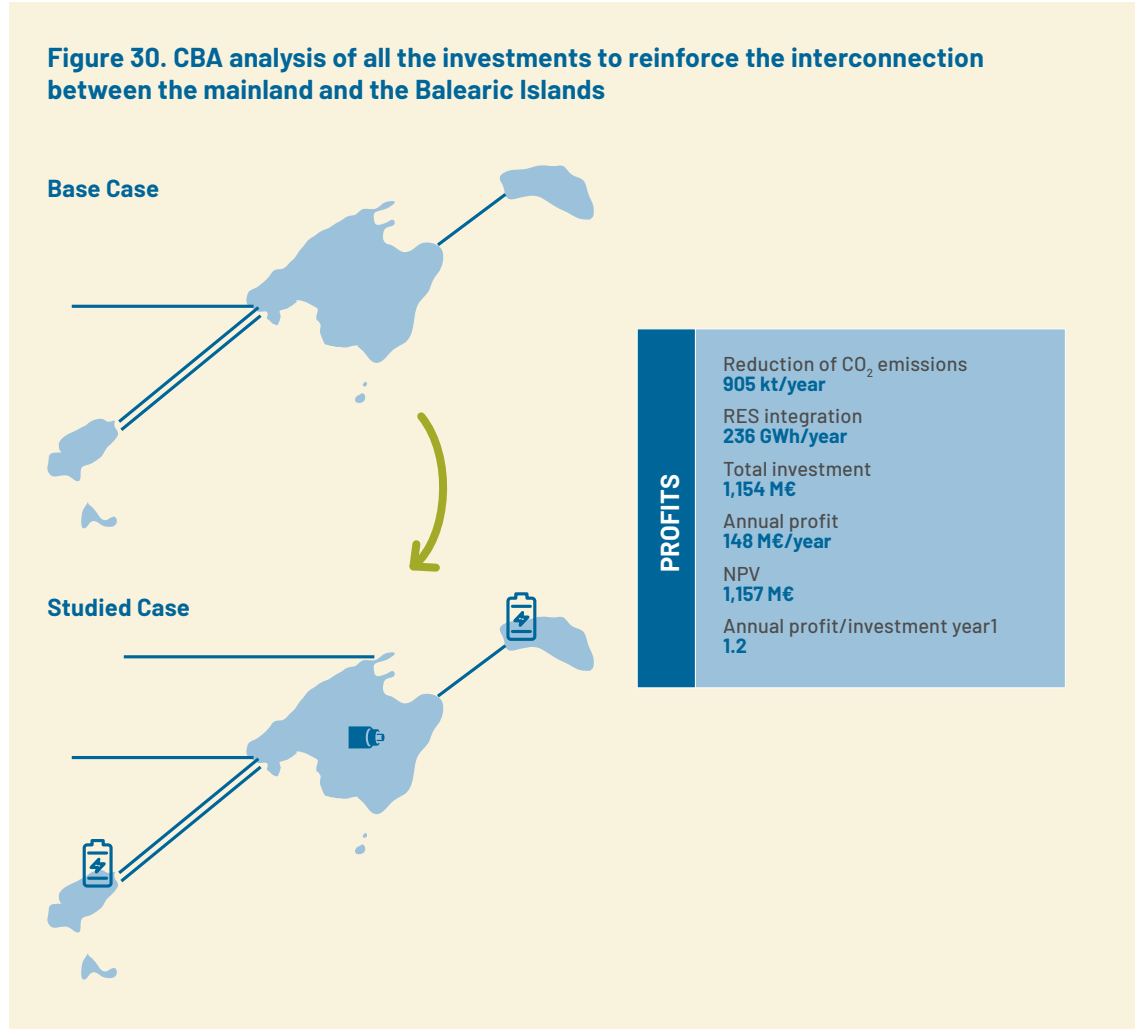 Figure 30. CBA analysis of all the investments to reinforce the interconnection
between the mainland and the Balearic Islands
Base Case
Studied Case
PROFITS
Reduction of CO₂ emissions
905 kt/year
RES integration
236 GWh/year
Total investment
1,154 M€
Annual profit
148 M€/year
NPV
1,157 M€
Annual profit/investment year1
1.2